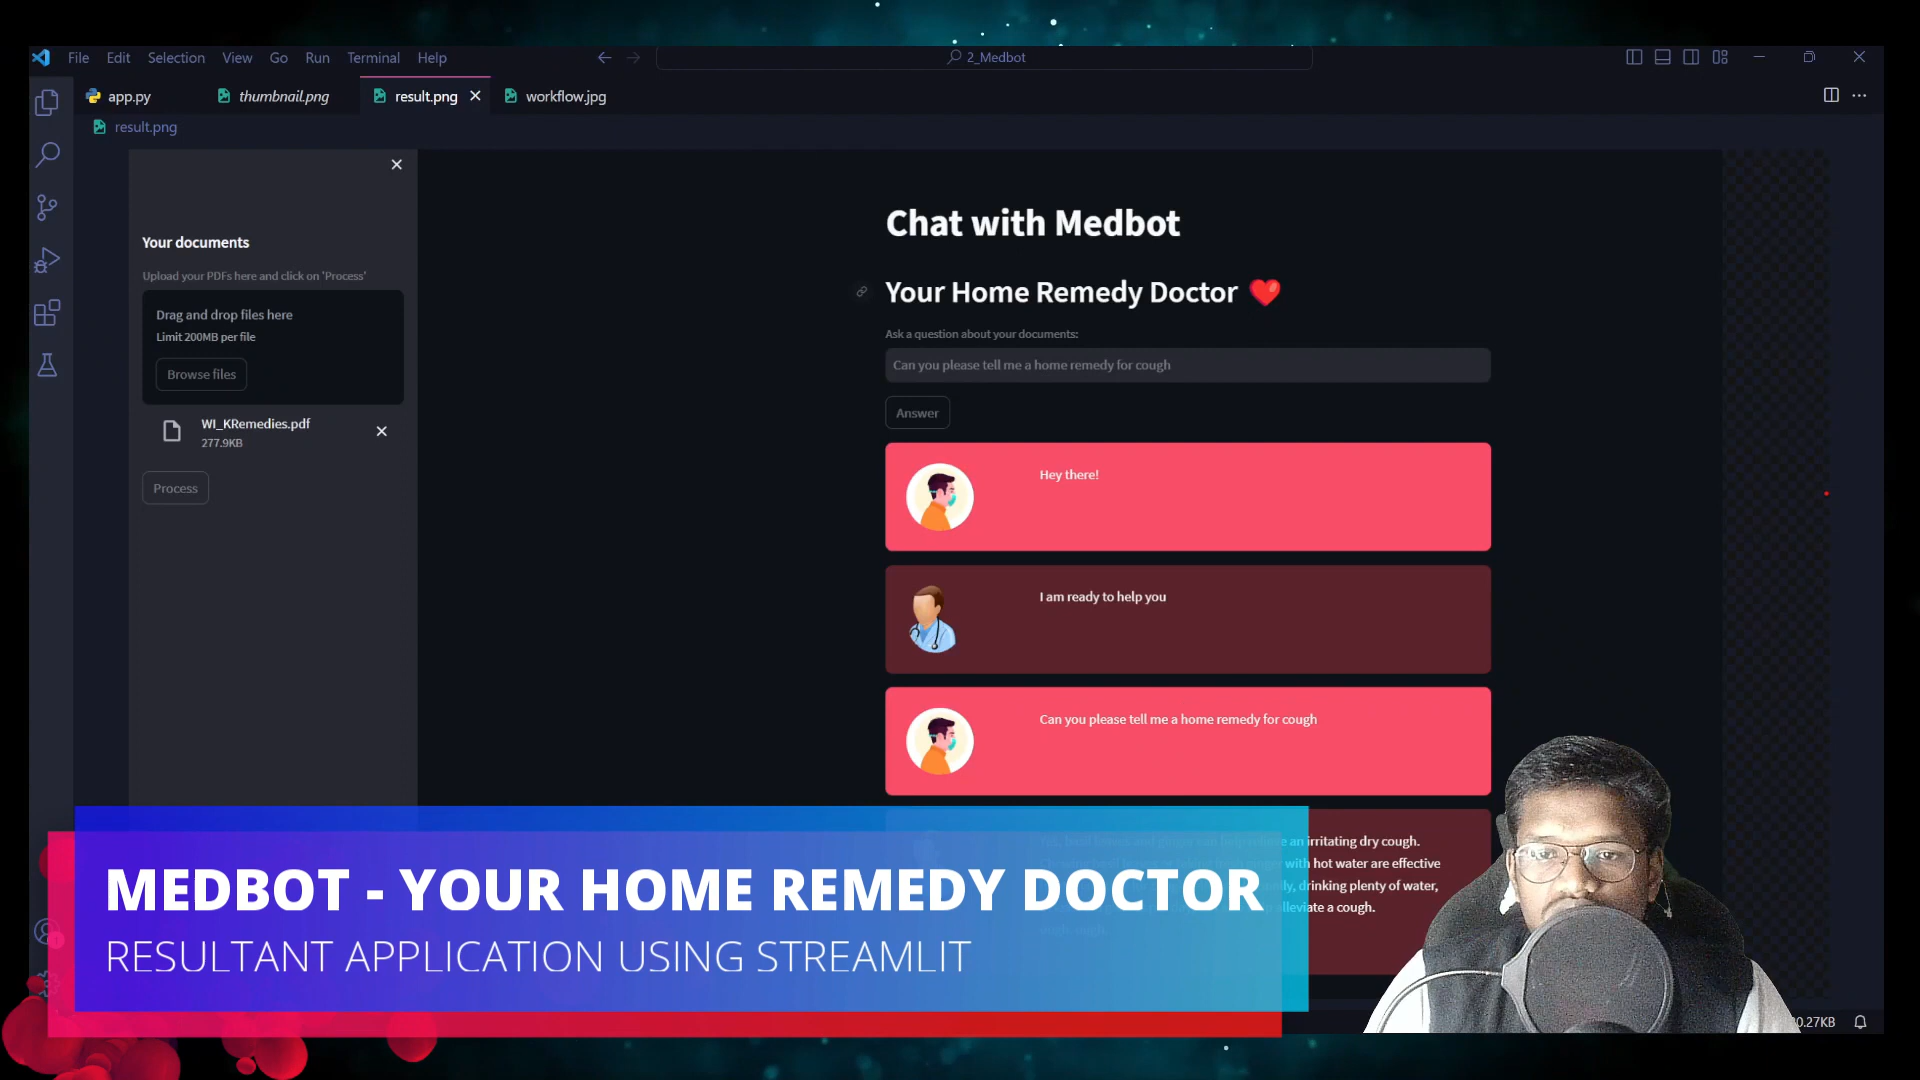 File Edit Selection View Go Run Terminal Help
2_Medbot
app.py thumbnail.png result.png workflow.jpg
result.png
Your documents
Upload your PDFs here and click on 'Process'
Drag and drop files here
Limit 200MB per file
Browse files
WI_KRemedies.pdf
277.9KB
Process
Chat with Medbot
Your Home Remedy Doctor ❤️
Ask a question about your documents:
Can you please tell me a home remedy for cough
Answer
Hey there!
I am ready to help you
Can you please tell me a home remedy for cough
an irritating dry cough.
with hot water are effective
drinking plenty of water,
alleviate a cough.
MEDBOT - YOUR HOME REMEDY DOCTOR
RESULTANT APPLICATION USING STREAMLIT
0.27KB